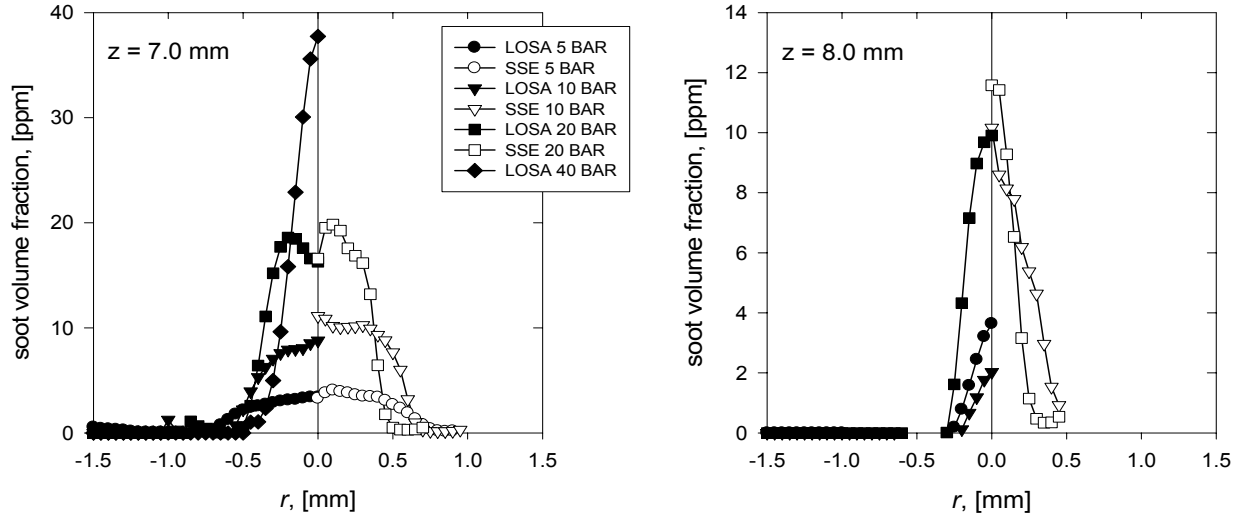 z = 7.0 mm
soot volume fraction, [ppm]
40
30
20
10
0
-1.5
-1.0
-0.5
0.0
0.5
1.0
1.5
r, [mm]
LOSA 5 BAR
SSE 5 BAR
LOSA 10 BAR
SSE 10 BAR
LOSA 20 BAR
SSE 20 BAR
LOSA 40 BAR
z = 8.0 mm
soot volume fraction, [ppm]
14
12
10
8
6
4
2
0
-1.5
-1.0
-0.5
0.0
0.5
1.0
1.5
r, [mm]